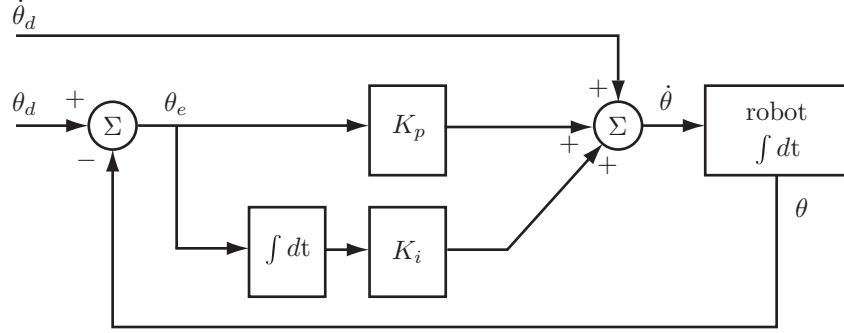 θ̇_d
θ_d + Σ θ_e K_p + + + Σ θ̇ robot ∫ dt
−
∫ dt K_i
θ